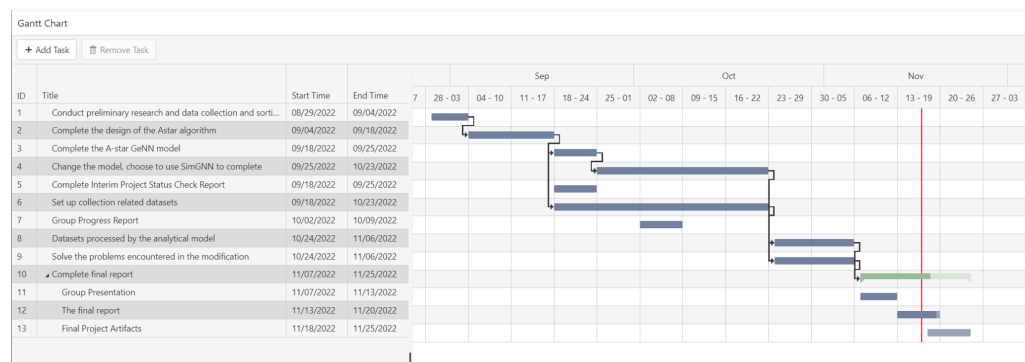 Gantt Chart
+ Add Task Remove Task
Sep Oct Nov
ID Title Start Time End Time 7 28 - 03 04 - 10 11 - 17 18 - 24 25 - 01 02 - 08 09 - 15 16 - 22 23 - 29 30 - 05 06 - 12 13 - 19 20 - 26 27 - 03
1 Conduct preliminary research and data collection and sorti... 08/29/2022 09/04/2022
2 Complete the design of the Astar algorithm 09/04/2022 09/18/2022
3 Complete the A-star GeNN model 09/18/2022 09/25/2022
4 Change the model, choose to use SimGNN to complete 09/25/2022 10/23/2022
5 Complete Interim Project Status Check Report 09/18/2022 09/25/2022
6 Set up collection related datasets 09/18/2022 10/23/2022
7 Group Progress Report 10/02/2022 10/09/2022
8 Datasets processed by the analytical model 10/24/2022 11/06/2022
9 Solve the problems encountered in the modification 10/24/2022 11/06/2022
10 Complete final report 11/07/2022 11/25/2022
11 Group Presentation 11/07/2022 11/13/2022
12 The final report 11/13/2022 11/20/2022
13 Final Project Artifacts 11/18/2022 11/25/2022